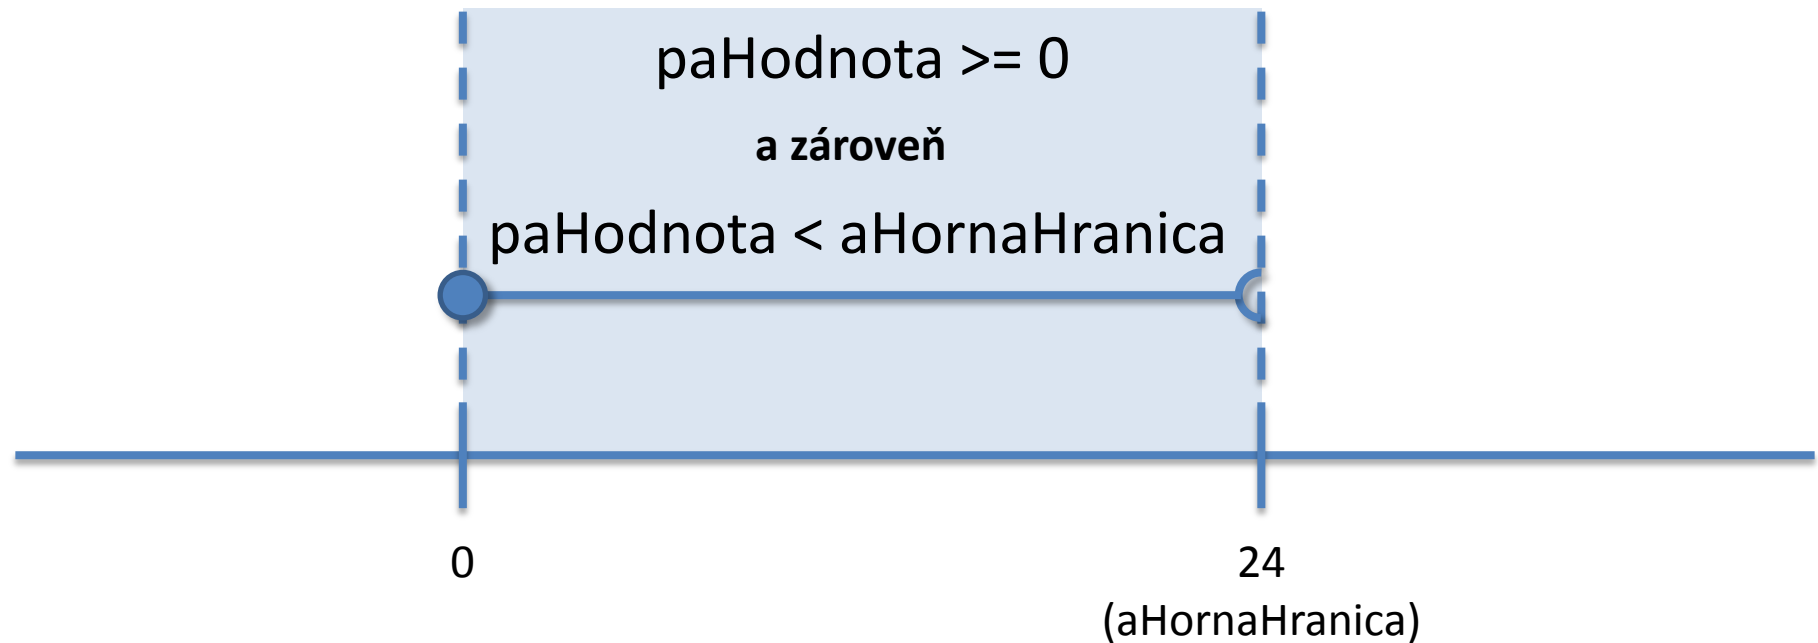 paHodnota >= 0
a zároveň
paHodnota < aHornaHranica
0
24
(aHornaHranica)